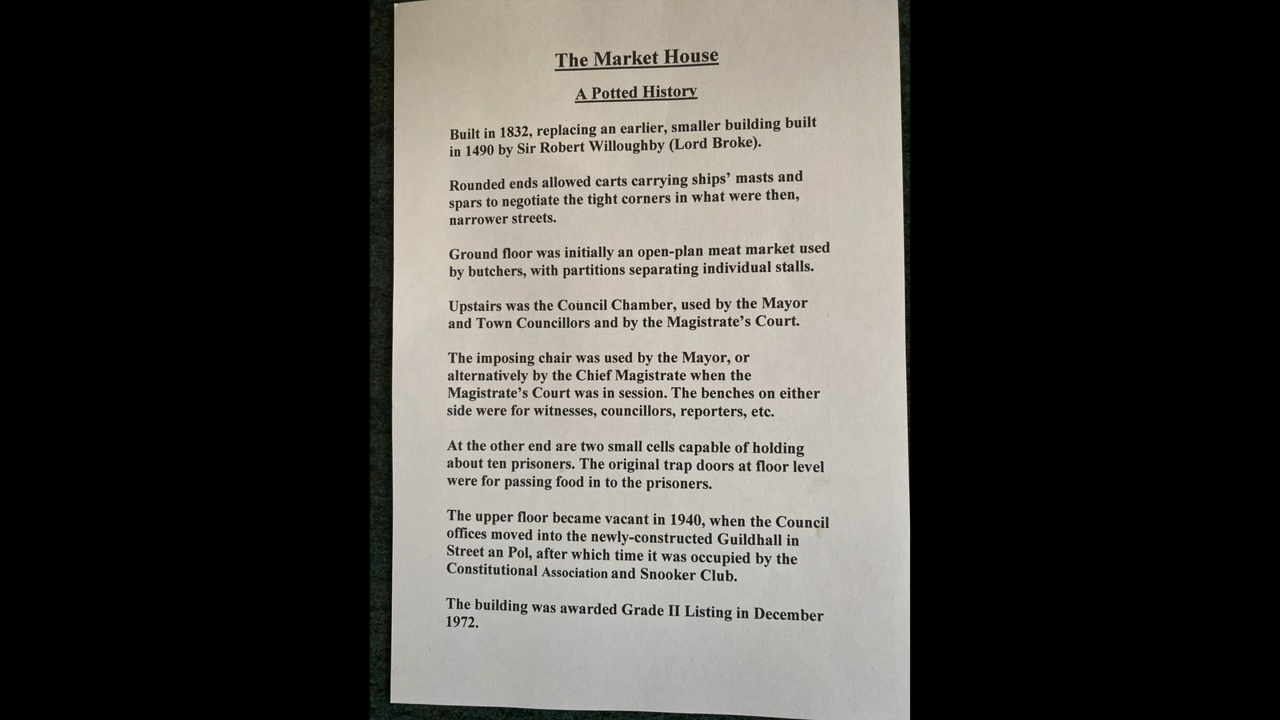 The Market House
A Potted History
Built in 1832, replacing an earlier, smaller building built
in 1490 by Sir Robert Willoughby (Lord Broke).
Rounded ends allowed carts carrying ships’ masts and
spars to negotiate the tight corners in what were then,
narrower streets.
Ground floor was initially an open-plan meat market used
by butchers, with partitions separating individual stalls.
Upstairs was the Council Chamber, used by the Mayor
and Town Councillors and by the Magistrate’s Court.
The imposing chair was used by the Mayor, or
alternatively by the Chief Magistrate when the
Magistrate’s Court was in session. The benches on either
side were for witnesses, councillors, reporters, etc.
At the other end are two small cells capable of holding
about ten prisoners. The original trap doors at floor level
were for passing food in to the prisoners.
The upper floor became vacant in 1940, when the Council
offices moved into the newly-constructed Guildhall in
Street an Pol, after which time it was occupied by the
Constitutional Association and Snooker Club.
The building was awarded Grade II Listing in December
1972.